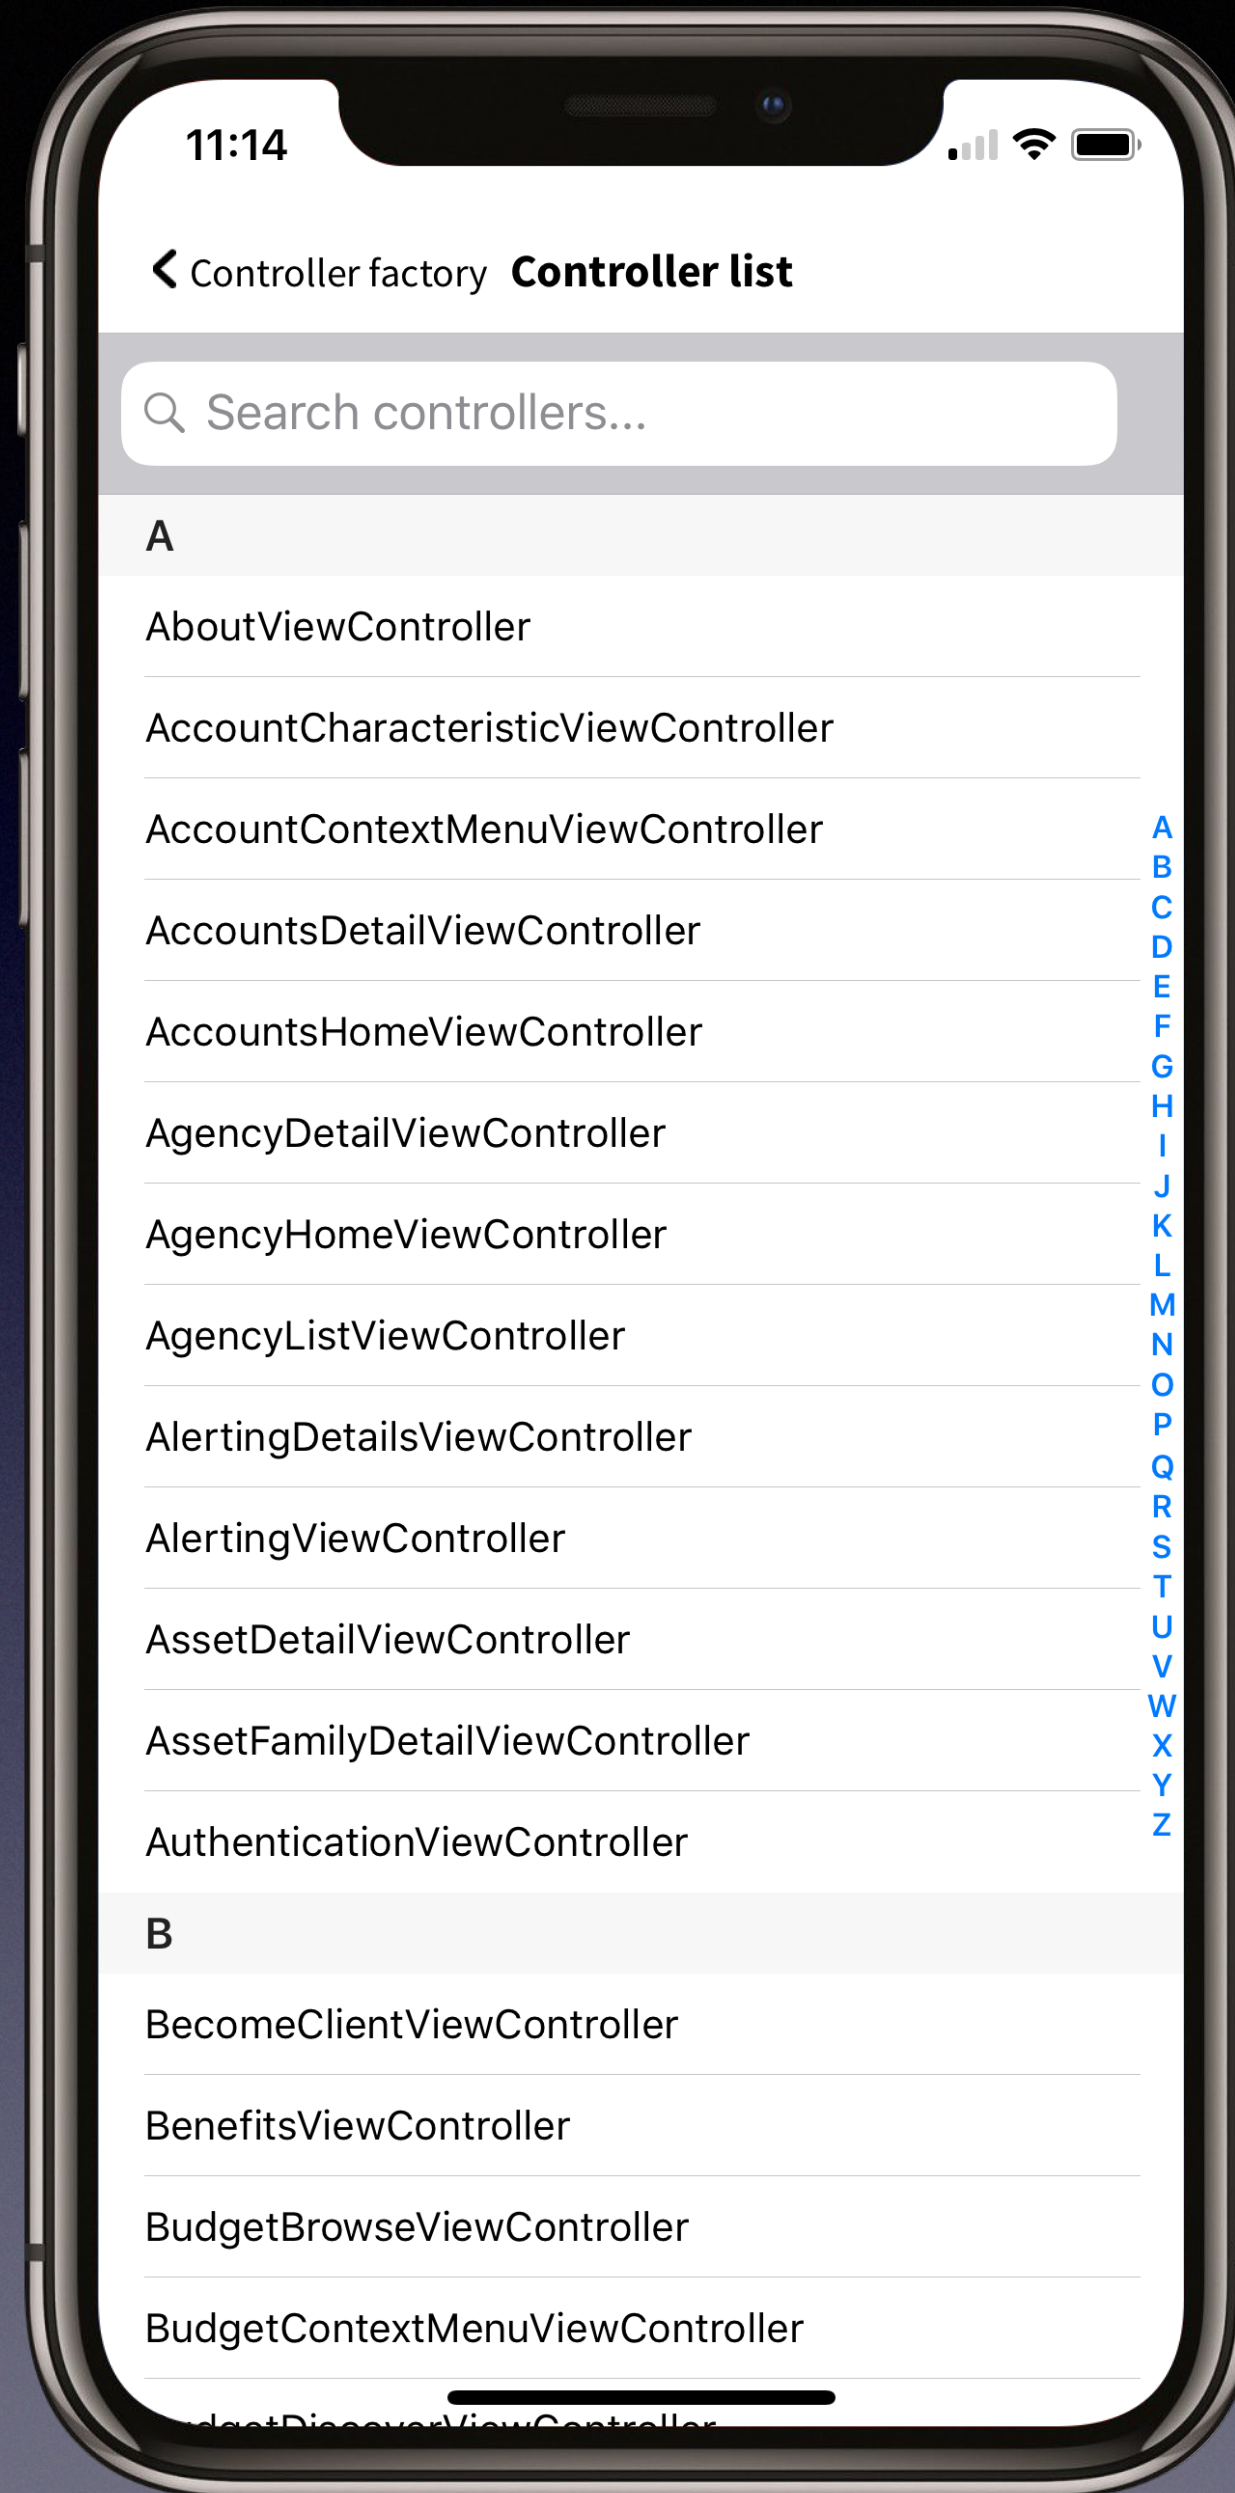 11:14
Controller factory Controller list
Search controllers...
A
AboutViewController
AccountCharacteristicViewController
AccountContextMenuViewController
AccountsDetailViewController
AccountsHomeViewController
AgencyDetailViewController
AgencyHomeViewController
AgencyListViewController
AlertingDetailsViewController
AlertingViewController
AssetDetailViewController
AssetFamilyDetailViewController
AuthenticationViewController
B
BecomeClientViewController
BenefitsViewController
BudgetBrowseViewController
BudgetContextMenuViewController
A
B
C
D
E
F
G
H
I
J
K
L
M
N
O
P
Q
R
S
T
U
V
W
X
Y
Z